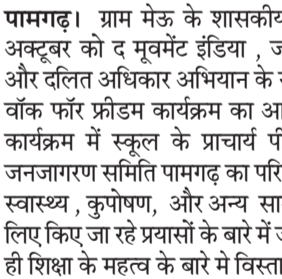 पामगढ़। ग्राम मेऊ के शासकीय
अक्टूबर को द मूवमेंट इंडिया ,
और दलित अधिकार अभियान के
वॉक फॉर फ्रीडम कार्यक्रम का
कार्यक्रम में स्कूल के प्राचार्य
जनजागरण समिति पामगढ़ का
स्वास्थ्य , कुपोषण, और अन्य
लिए किए जा रहे प्रयासों के बारे में
ही शिक्षा के महत्व के बारे मे